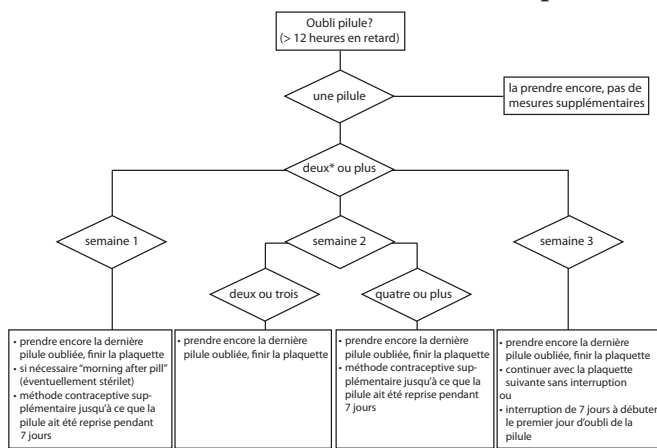 Oubli pilule?
(> 12 heures en retard)
une pilule
la prendre encore, pas de
mesures supplémentaires
deux* ou plus
semaine 1
semaine 2
semaine 3
deux ou trois
quatre ou plus
• prendre encore la dernière
pilule oubliée, finir la plaquette
• si nécessaire “morning after pill”
(éventuellement stérilet)
• méthode contraceptive sup-
plémentaire jusqu’à ce que la
pilule ait été reprise pendant
7 jours
• prendre encore la dernière
pilule oubliée, finir la plaquette
• prendre encore la dernière
pilule oubliée, finir la plaquette
• méthode contraceptive sup-
plémentaire jusqu’à ce que la
pilule ait été reprise pendant
7 jours
• prendre encore la dernière
pilule oubliée, finir la plaquette
• continuer avec la plaquette
suivante sans interruption
ou
• interruption de 7 jours à débuter
le premier jour d’oubli de la
pilule